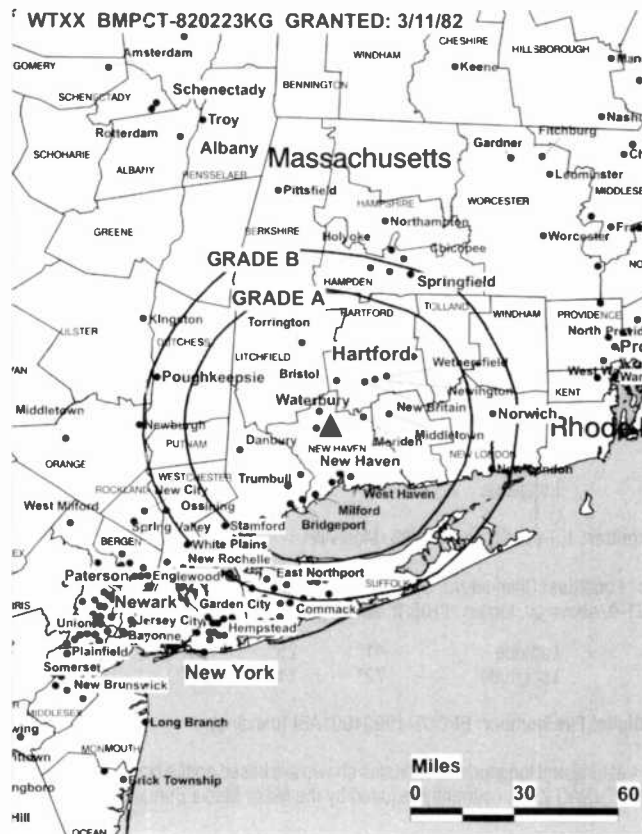 WTXX BMPCT-820223KG GRANTED: 3/11/82
CHESHIRE
HILLSBOROUGH
WINDHAM
Amsterdam
GOMERY
Keene
SCHENECTADY
Schenectady
BENNINGTON
Troy
Rotterdam
Albany
SCHOHARIE
ALBANY
RENSSELAER
Massachusetts
Gardner
Fitchburg
Leominster
MIDDLESE
Pittsfield
HAMPSHIRE
WORCESTER
Northampton
GREENE
BERKSHIRE
Holyoke
Chicopee
Worcester
GRADE B
HAMPDEN
Springfield
GRADE A
HARTFORD
TOLLAND
WINDHAM
PROVIDENCE
Kingston
ULSTER
DUTCHESS
Torrington
North Provid
LITCHFIELD
Hartford
Wethersfield
Poughkeepsie
Bristol
Newington
KENT
Waterbury
New Britain
Norwich
Middletown
Newburgh
PUTNAM
Danbury
NEW HAVEN
Meriden
Middletown
ORANGE
New Haven
NEW LONDON
New London
WESTCHESTER
Trumbull
ROCKLAND
New City
West Haven
West Milford
Ossining
Milford
Spring Valley
Stamford
Bridgeport
BERGEN
White Plains
New Rochelle
Paterson
Englewood
East Northport
SUFFOLK
Newark
Garden City
Commack
Union
Jersey City
Hempstead
Bayonne
Plainfield
Somerset
New York
New Brunswick
MIDDLESEX
Long Branch
MONMOUTH
Brick Township
OCEAN
Hill
Miles
0
30
60